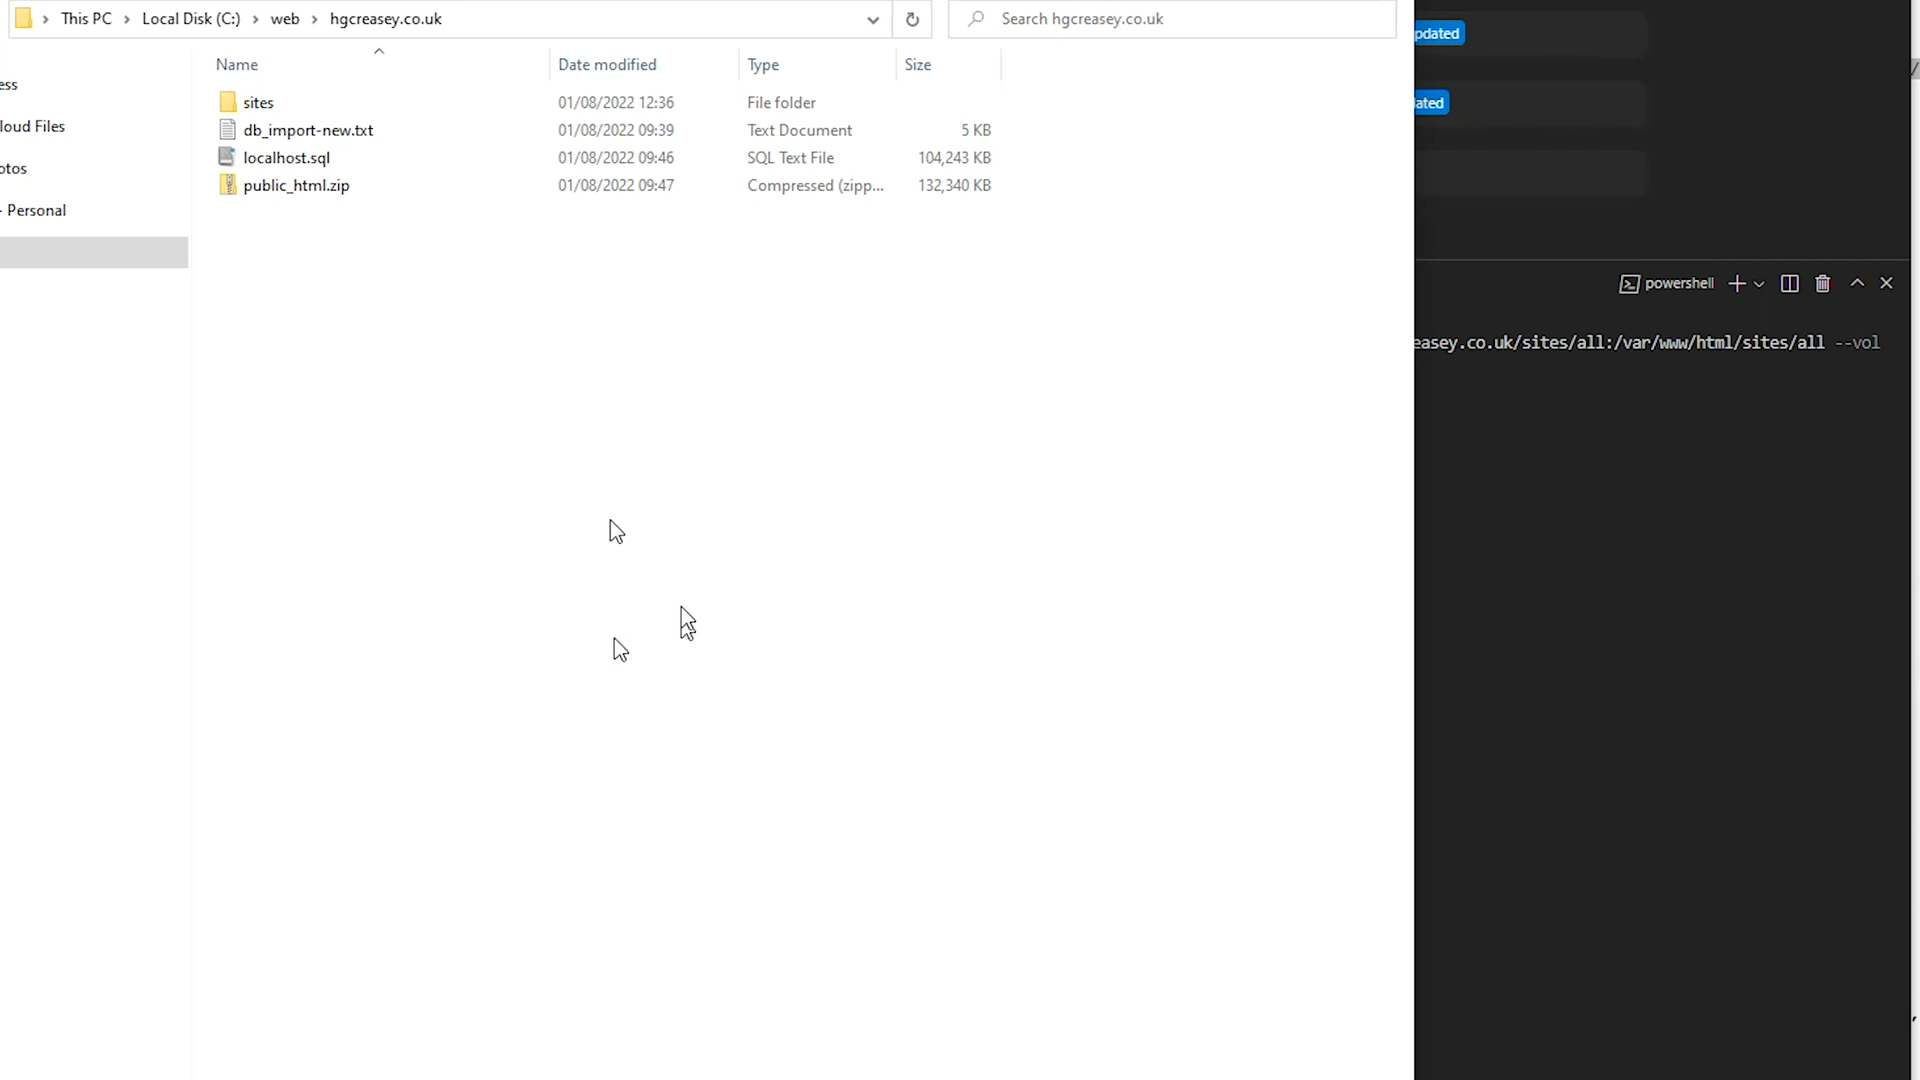 This PC > Local Disk (C:) > web > hgcreasey.co.uk
Search hgcreasey.co.uk
Name Date modified Type Size
sites 01/08/2022 12:36 File folder
db_import-new.txt 01/08/2022 09:39 Text Document 5 KB
localhost.sql 01/08/2022 09:46 SQL Text File 104,243 KB
public_html.zip 01/08/2022 09:47 Compressed (zipp... 132,340 KB
ess
loud Files
otos
- Personal
pdated
lated
powershell
easey.co.uk/sites/all:/var/www/html/sites/all --vol